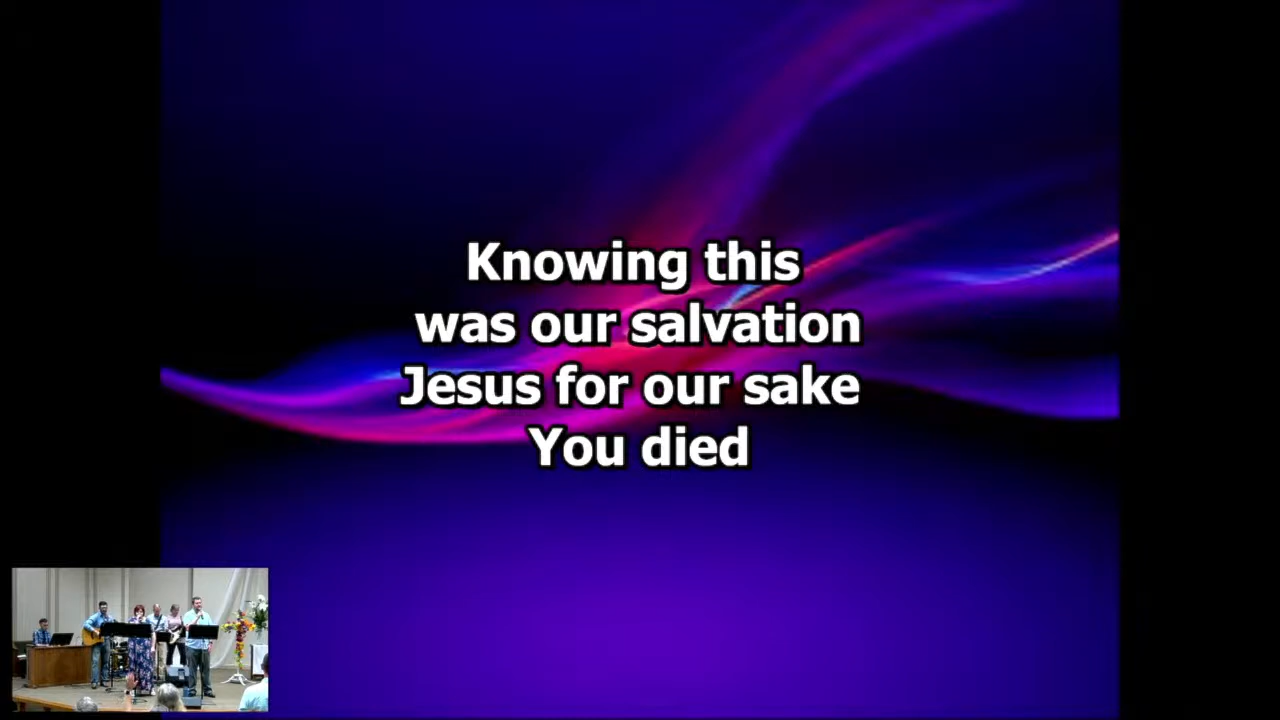 Knowing this
was our salvation
Jesus for our sake
You died